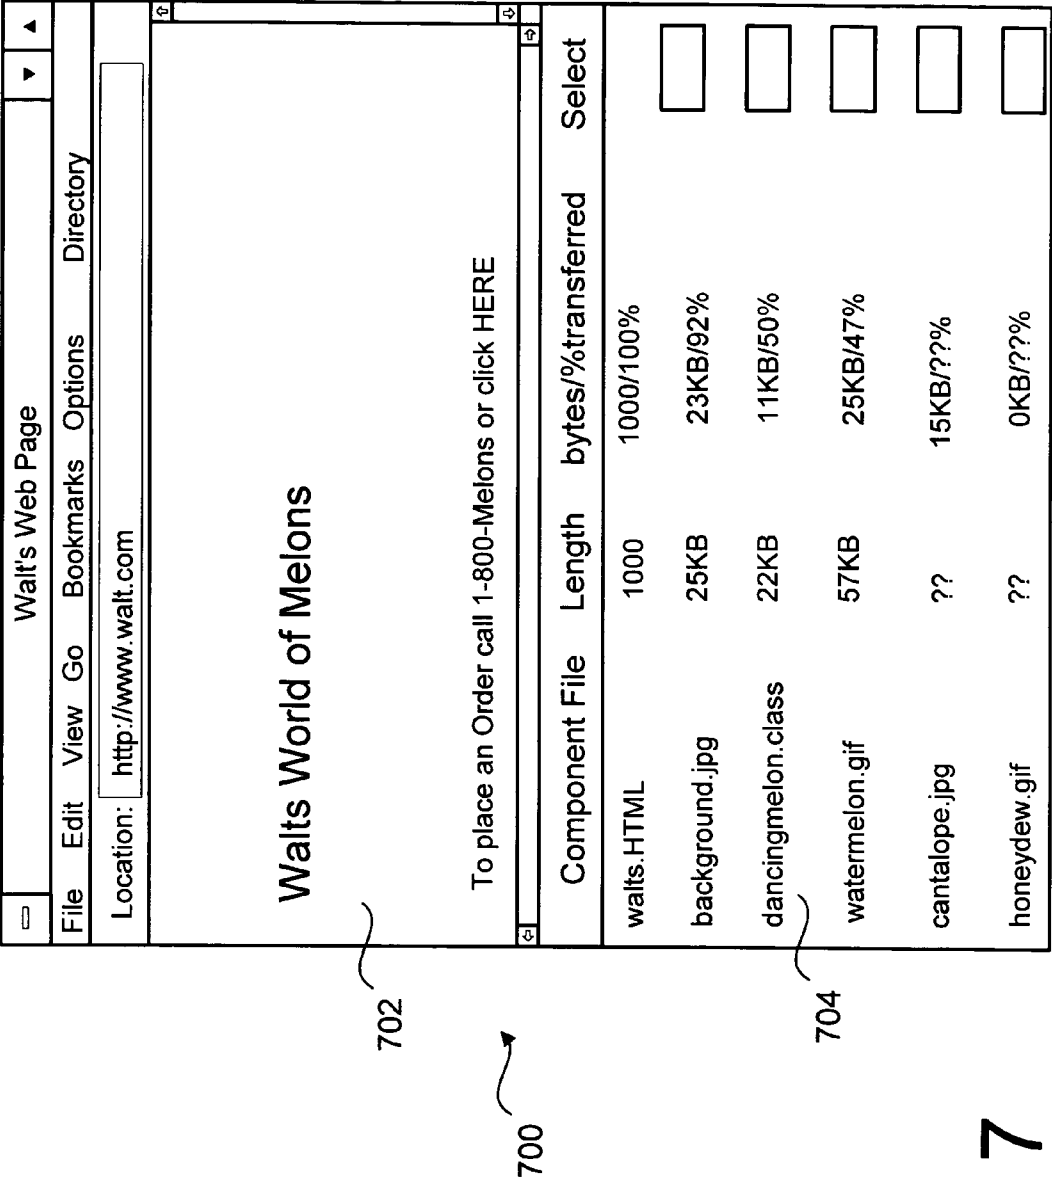 Walt's Web Page
File Edit View Go Bookmarks Options Directory
Location: http://www.walt.com
Walts World of Melons
To place an Order call 1-800-Melons or click HERE
Component File Length bytes/%transferred Select
walts.HTML 1000 1000/100%
background.jpg 25KB 23KB/92%
dancingmelon.class 22KB 11KB/50%
watermelon.gif 57KB 25KB/47%
cantalope.jpg ?? 15KB/??%
honeydew.gif ?? 0KB/??%
702
700
704
7